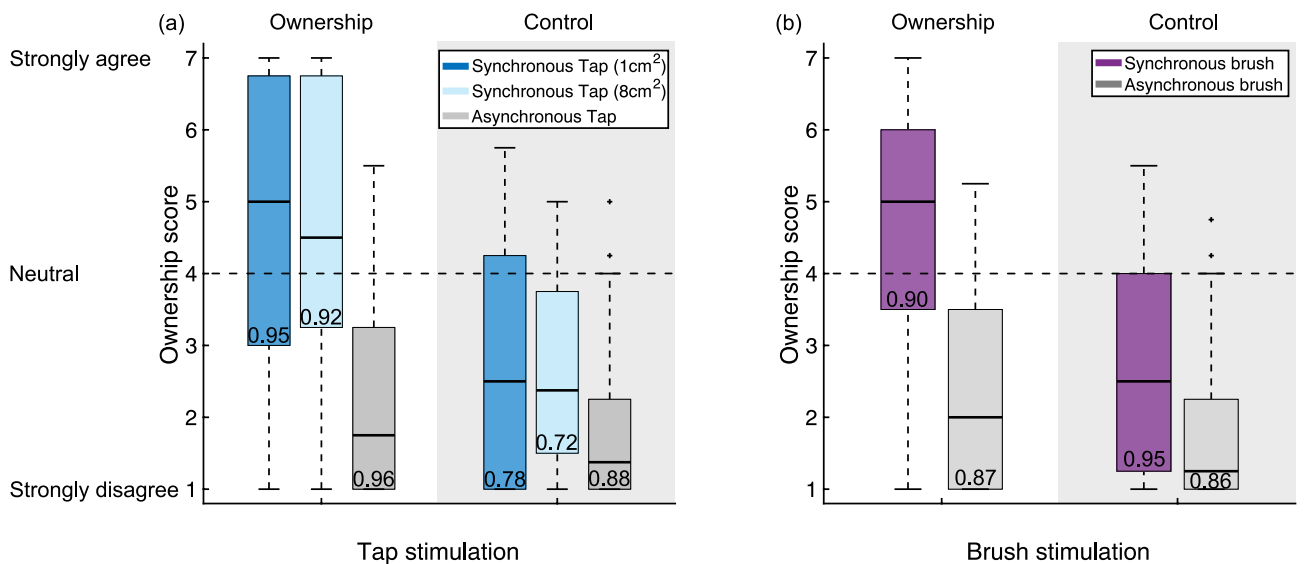 (a)
Ownership
Control
Strongly agree
Neutral
Strongly disagree
Ownership score
7
6
5
4
3
2
1
Synchronous Tap (1cm²)
Synchronous Tap (8cm²)
Asynchronous Tap
0.95
0.92
0.96
0.78
0.72
0.88
Tap stimulation
(b)
Ownership
Control
Ownership score
7
6
5
4
3
2
1
Synchronous brush
Asynchronous brush
0.90
0.87
0.95
0.86
Brush stimulation